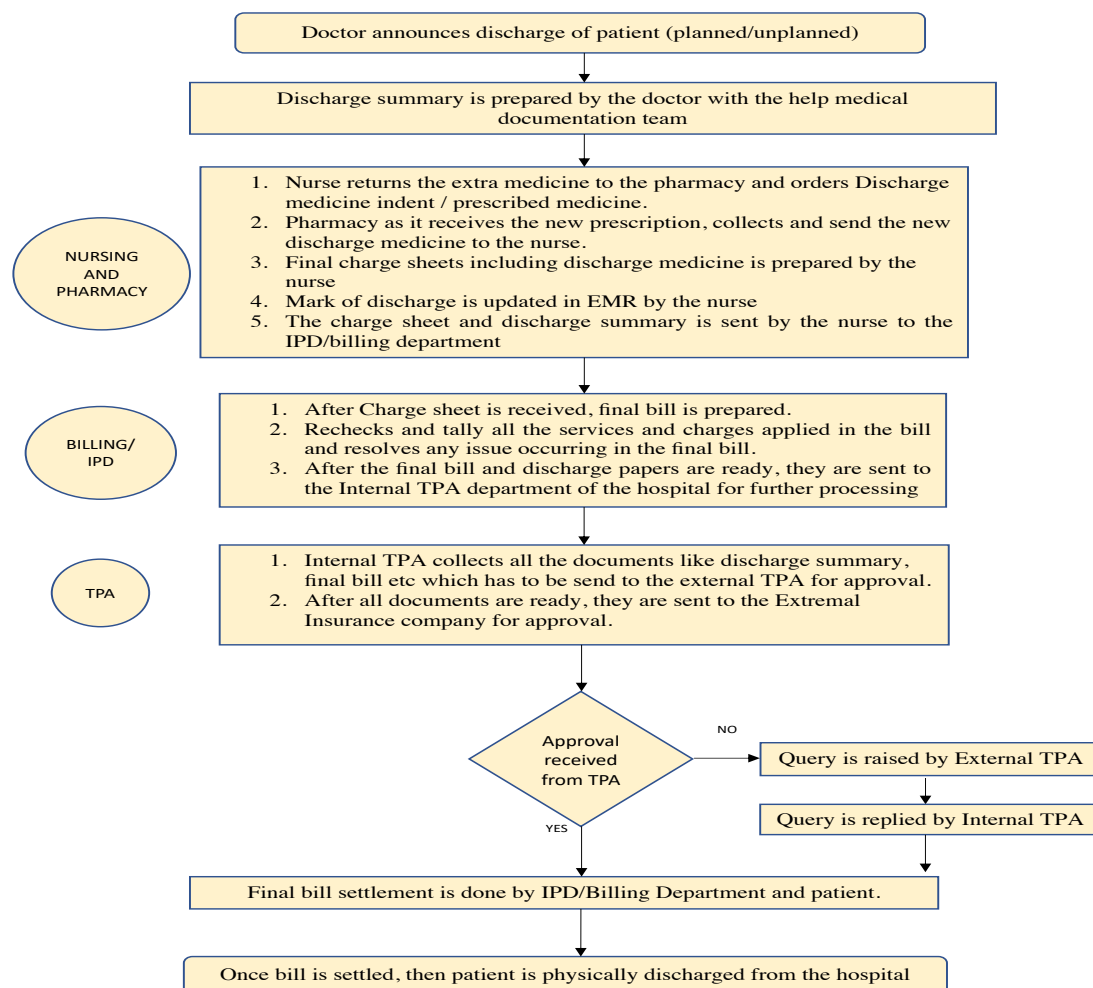 Doctor announces discharge of patient (planned/unplanned)
Discharge summary is prepared by the doctor with the help medical
documentation team
NURSING
AND
PHARMACY
1. Nurse returns the extra medicine to the pharmacy and orders Discharge
medicine indent / prescribed medicine.
2. Pharmacy as it receives the new prescription, collects and send the new
discharge medicine to the nurse.
3. Final charge sheets including discharge medicine is prepared by the
nurse
4. Mark of discharge is updated in EMR by the nurse
5. The charge sheet and discharge summary is sent by the nurse to the
IPD/billing department
BILLING/
IPD
1. After Charge sheet is received, final bill is prepared.
2. Rechecks and tally all the services and charges applied in the bill
and resolves any issue occurring in the final bill.
3. After the final bill and discharge papers are ready, they are sent to
the Internal TPA department of the hospital for further processing
TPA
1. Internal TPA collects all the documents like discharge summary,
final bill etc which has to be send to the external TPA for approval.
2. After all documents are ready, they are sent to the Extremal
Insurance company for approval.
Approval
received
from TPA
NO
Query is raised by External TPA
Query is replied by Internal TPA
YES
Final bill settlement is done by IPD/Billing Department and patient.
Once bill is settled, then patient is physically discharged from the hospital